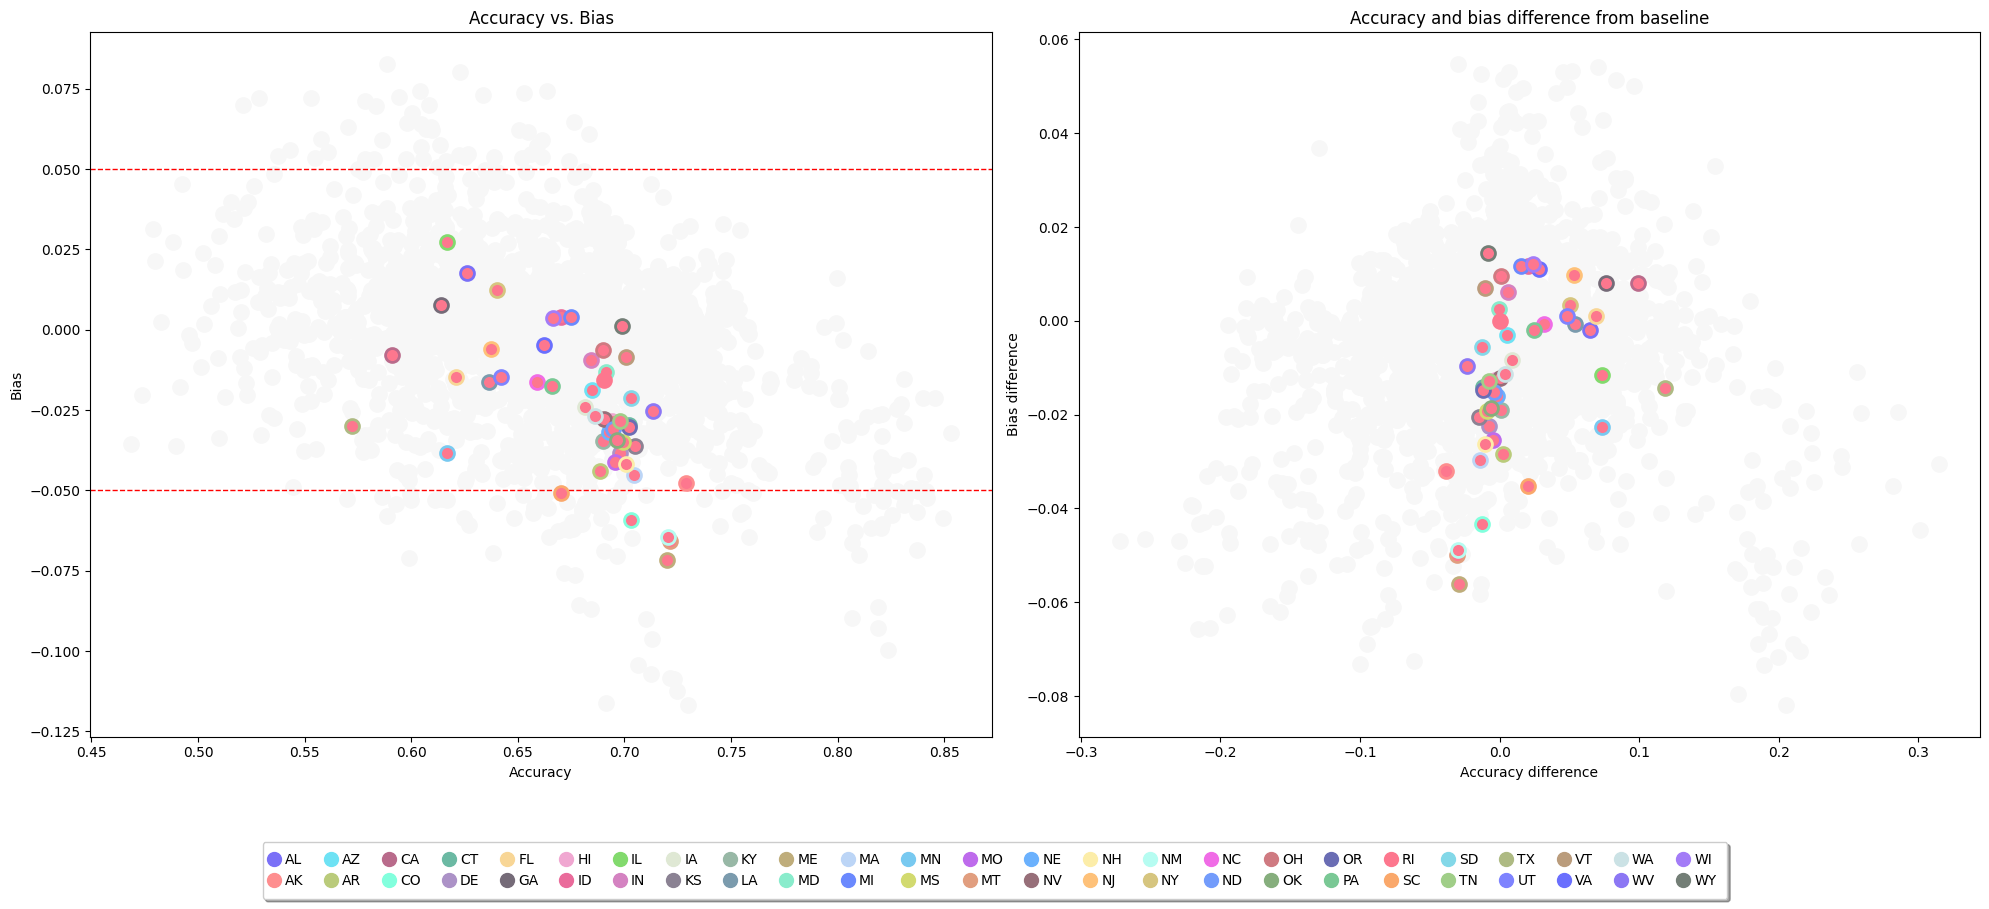 Accuracy vs. Bias
0.075
0.050
0.025
0.000
−0.025
−0.050
−0.075
−0.100
−0.125
Bias
0.45 0.50 0.55 0.60 0.65 0.70 0.75 0.80 0.85
Accuracy
Accuracy and bias difference from baseline
0.06
0.04
0.02
0.00
−0.02
−0.04
−0.06
−0.08
Bias difference
−0.3 −0.2 −0.1 0.0 0.1 0.2 0.3
Accuracy difference
AL AZ CA CT FL HI IL IA KY ME MA MN MO NE NH NM NC OH OR RI SD TX VT WA WI
AK AR CO DE GA ID IN KS LA MD MI MS MT NV NJ NY ND OK PA SC TN UT VA WV WY